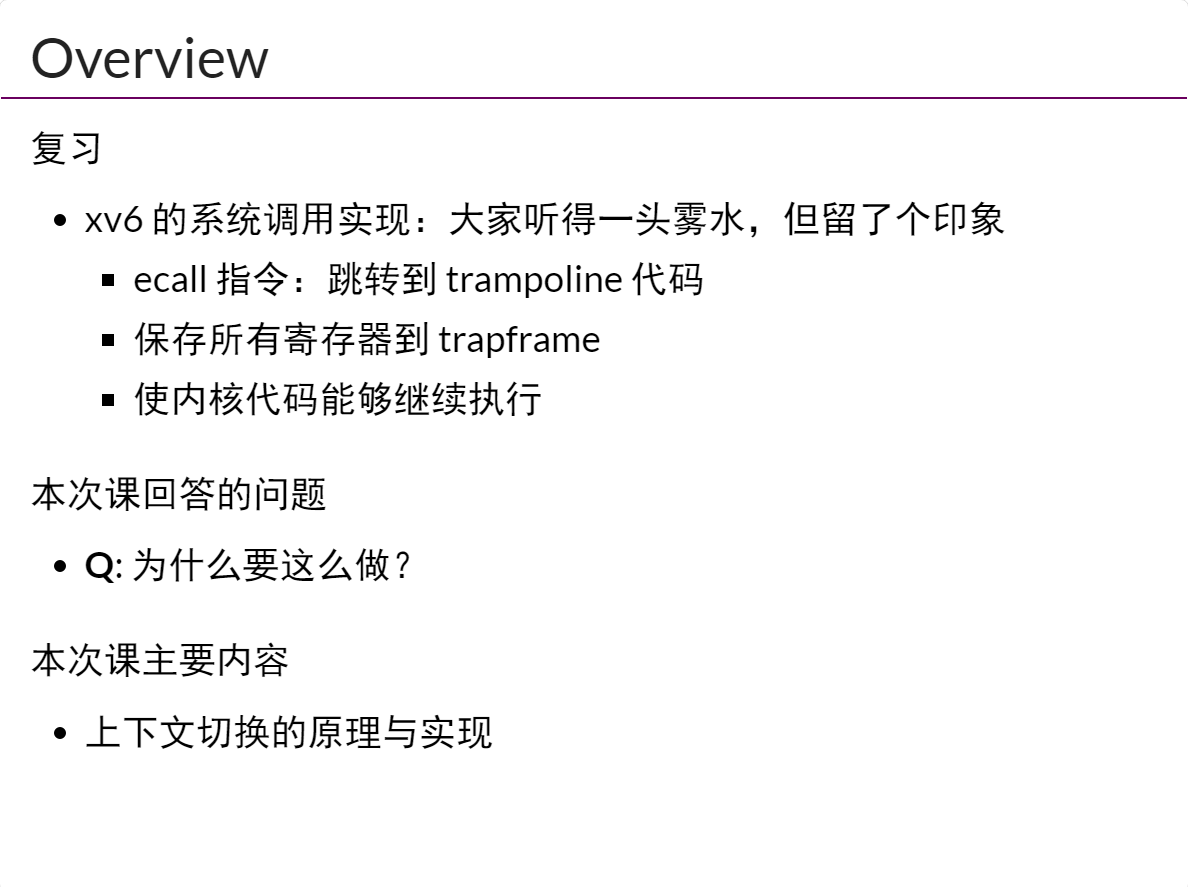 Overview
复习
xv6 的系统调用实现：大家听得一头雾水，但留了个印象
ecall 指令：跳转到 trampoline 代码
保存所有寄存器到 trapframe
使内核代码能够继续执行
本次课回答的问题
Q: 为什么要这么做？
本次课主要内容
上下文切换的原理与实现